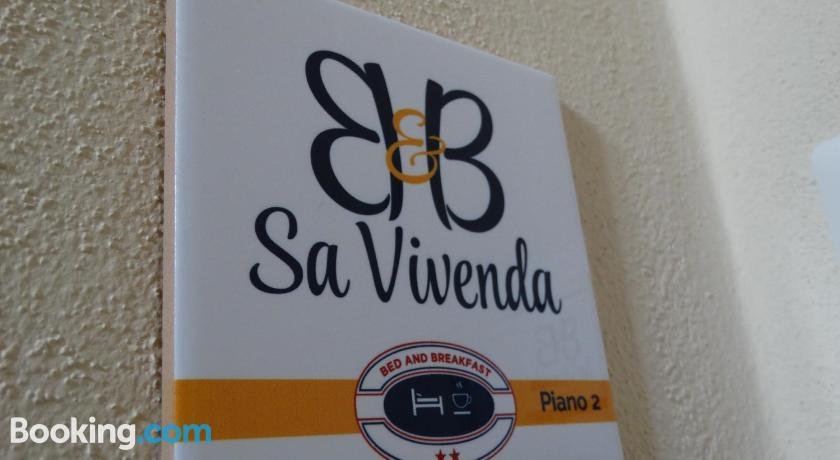 B&B
Sa Vivenda
BED AND BREAKFAST
Piano 2
Booking.com